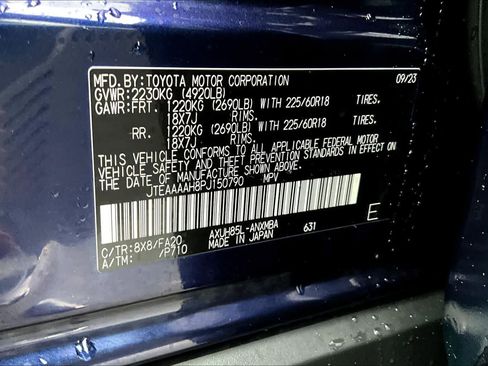 MFD. BY: TOYOTA MOTOR CORPORATION 09/23
GVWR: 2230KG (4920LB)
GAWR: FRT. 1220KG (2690LB) WITH 225/60R18 TIRES,
18X7J RIMS.
RR. 1220KG (2690LB) WITH 225/60R18 TIRES,
18X7J RIMS.
THIS VEHICLE CONFORMS TO ALL APPLICABLE FEDERAL MOTOR
VEHICLE SAFETY AND BUMPER STANDARDS IN EFFECT ON
THE DATE OF MANUFACTURE SHOWN ABOVE.
JTEAAAAH8PJ150790 MPV
C/TR: 8X8/FA20 AXUH85L-ANXMBA 631 E
A/TM: /P710 MADE IN JAPAN